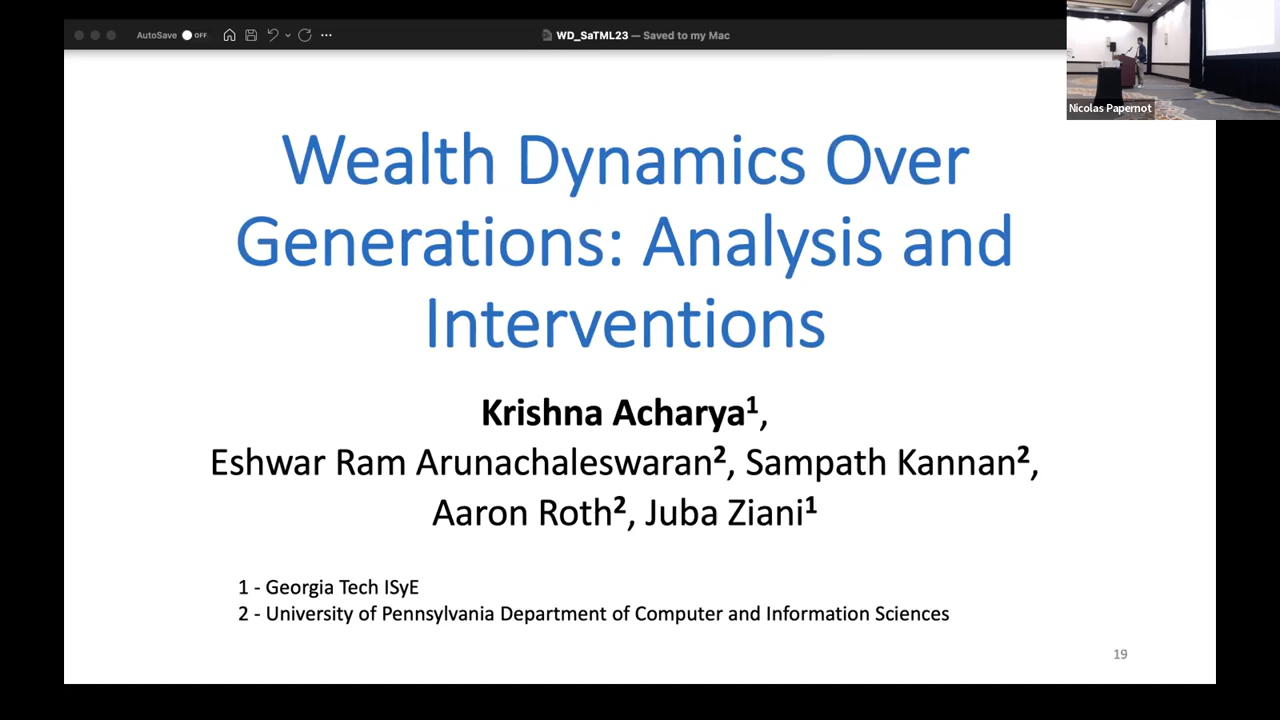 AutoSave OFF
WD_SaTML23 — Saved to my Mac
Nicolas Papernot
Wealth Dynamics Over
Generations: Analysis and
Interventions
Krishna Acharya¹,
Eshwar Ram Arunachaleswaran², Sampath Kannan²,
Aaron Roth², Juba Ziani¹
1 - Georgia Tech ISyE
2 - University of Pennsylvania Department of Computer and Information Sciences
19